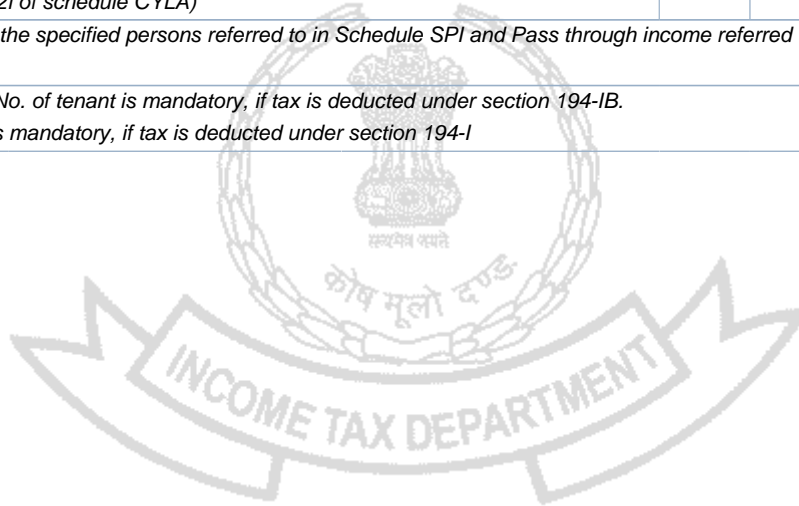 2i of schedule CYLA)
the specified persons referred to in Schedule SPI and Pass through income referred
No. of tenant is mandatory, if tax is deducted under section 194-IB.
s mandatory, if tax is deducted under section 194-I
सत्यमेव जयते
कोष मूलो दण्डः
INCOME TAX DEPARTMENT